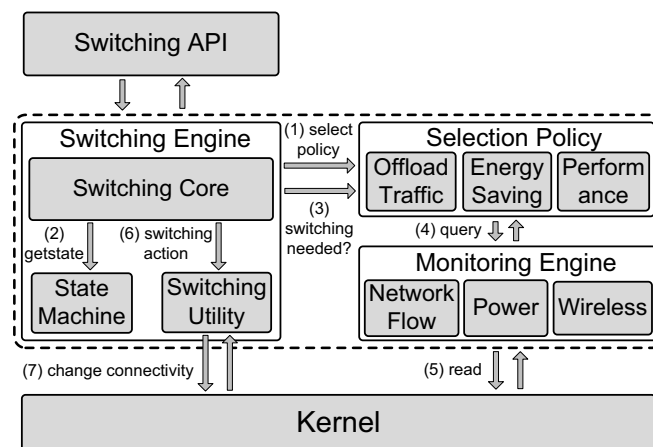 Switching API
Switching Engine
Switching Core
(2)
getstate
(6) switching
action
State
Machine
Switching
Utility
(1) select
policy
(3)
switching
needed?
Selection Policy
Offload
Traffic
Energy
Saving
Perform
ance
(4) query
Monitoring Engine
Network
Flow
Power
Wireless
(7) change connectivity
(5) read
Kernel